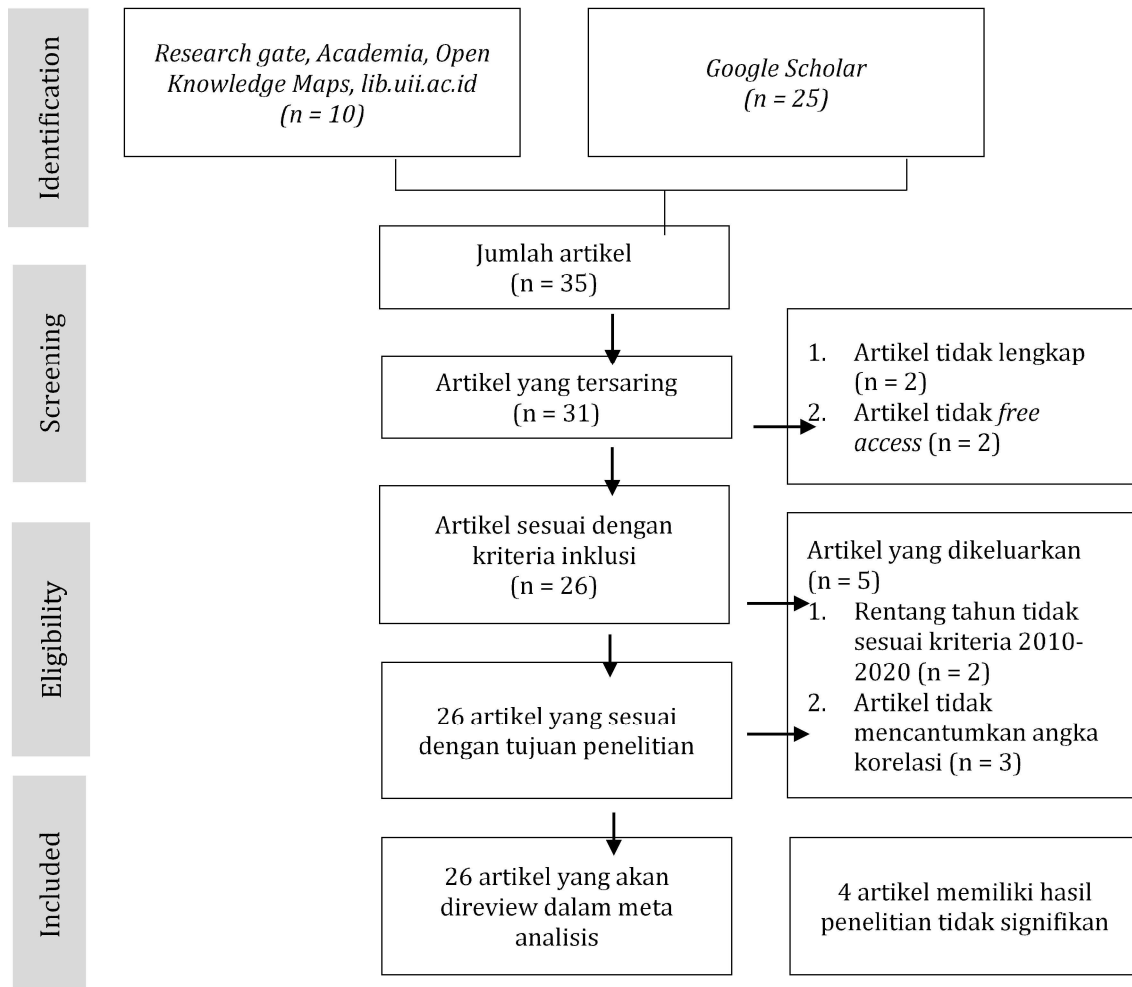 Identification
Research gate, Academia, Open
Knowledge Maps, lib.uii.ac.id
(n = 10)
Google Scholar
(n = 25)
Jumlah artikel
(n = 35)
Screening
Artikel yang tersaring
(n = 31)
1. Artikel tidak lengkap
(n = 2)
2. Artikel tidak free
access (n = 2)
Eligibility
Artikel sesuai dengan
kriteria inklusi
(n = 26)
Artikel yang dikeluarkan
(n = 5)
1. Rentang tahun tidak
sesuai kriteria 2010-
2020 (n = 2)
2. Artikel tidak
mencantumkan angka
korelasi (n = 3)
26 artikel yang sesuai
dengan tujuan penelitian
Included
26 artikel yang akan
direview dalam meta
analisis
4 artikel memiliki hasil
penelitian tidak signifikan